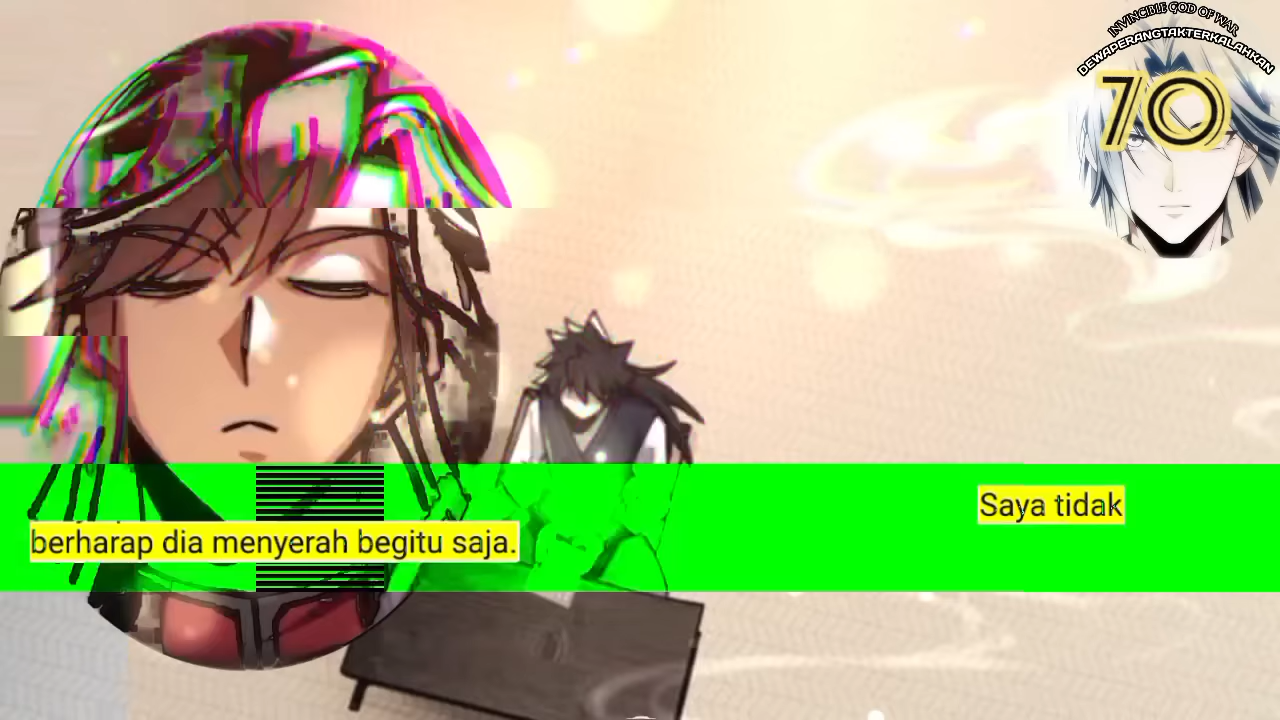 INVINCIBLE GOD OF WAR
DEWAPERANGTAKTERKALAHKAN
70
Saya tidak
berharap dia menyerah begitu saja.